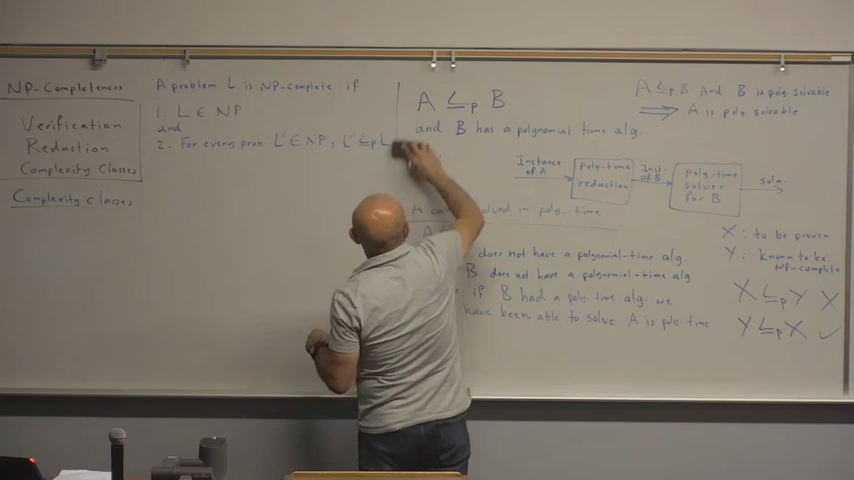 NP-Completeness
Verification
Reduction
Complexity Classes
Complexity classes
A problem L is NP-complete if
1. L ∈ NP
and
2. For every prob. L' ∈ NP, L' ≤p L
A ≤p B
and B has a polynomial time alg.
Instance of A
poly-time reduction
Inst. of B
poly-time solver for B
soln.
solved in poly. time
does not have a polynomial-time alg.
B does not have a polynomial-time alg
if B had a poly. time alg. we
have been able to solve A is poly. time
A ≤p B and B is poly. solvable
⟹ A is poly solvable
X : to be proven
Y : known to be NP-complete
X ≤p Y X
Y ≤p X ✓